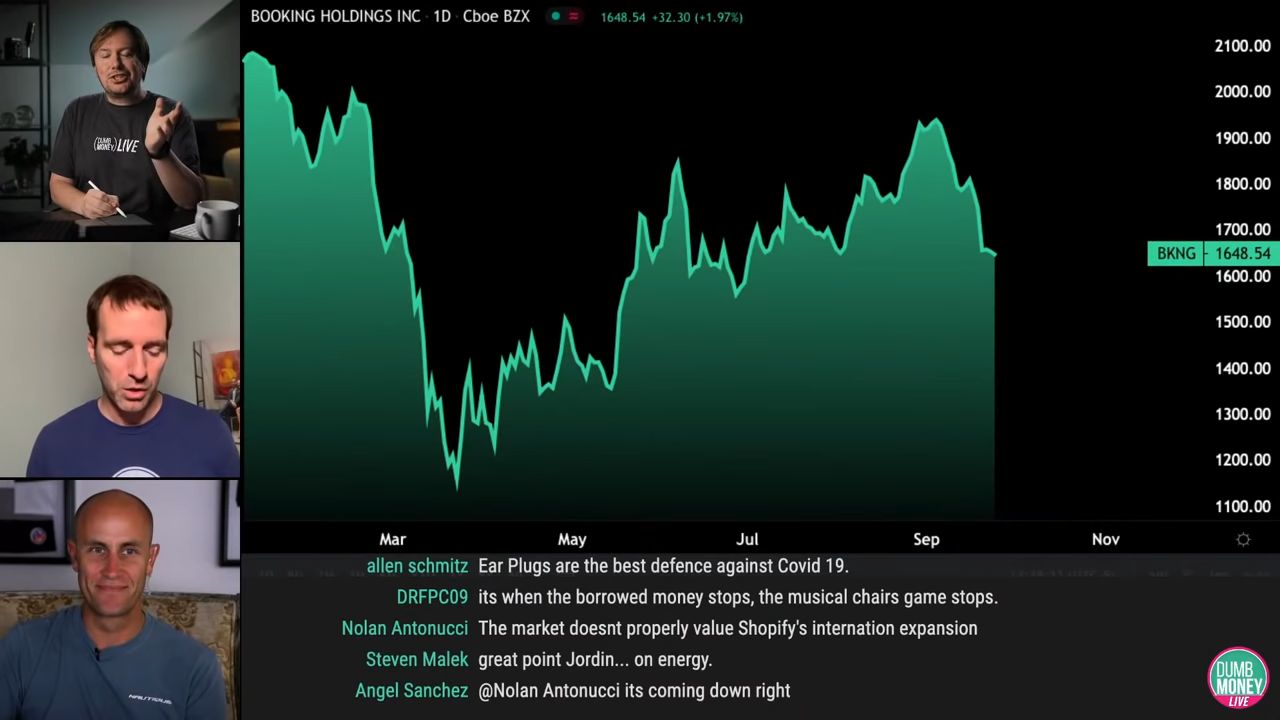 BOOKING HOLDINGS INC · 1D · Cboe BZX 1648.54 +32.30 (+1.97%)
2100.00
2000.00
1900.00
1800.00
1700.00
BKNG 1648.54
1600.00
1500.00
1400.00
1300.00
1200.00
1100.00
Mar May Jul Sep Nov
(DUMB MONEY) LIVE
NAUTICA
allen schmitz Ear Plugs are the best defence against Covid 19.
DRFPC09 its when the borrowed money stops, the musical chairs game stops.
Nolan Antonucci The market doesnt properly value Shopify's internation expansion
Steven Malek great point Jordin... on energy.
Angel Sanchez @Nolan Antonucci its coming down right
DUMB
MONEY
LIVE